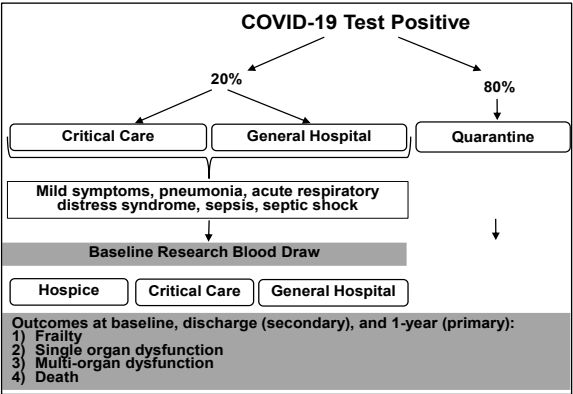 COVID-19 Test Positive
20%
80%
Critical Care
General Hospital
Quarantine
Mild symptoms, pneumonia, acute respiratory
distress syndrome, sepsis, septic shock
Baseline Research Blood Draw
Hospice
Critical Care
General Hospital
Outcomes at baseline, discharge (secondary), and 1-year (primary):
1) Frailty
2) Single organ dysfunction
3) Multi-organ dysfunction
4) Death